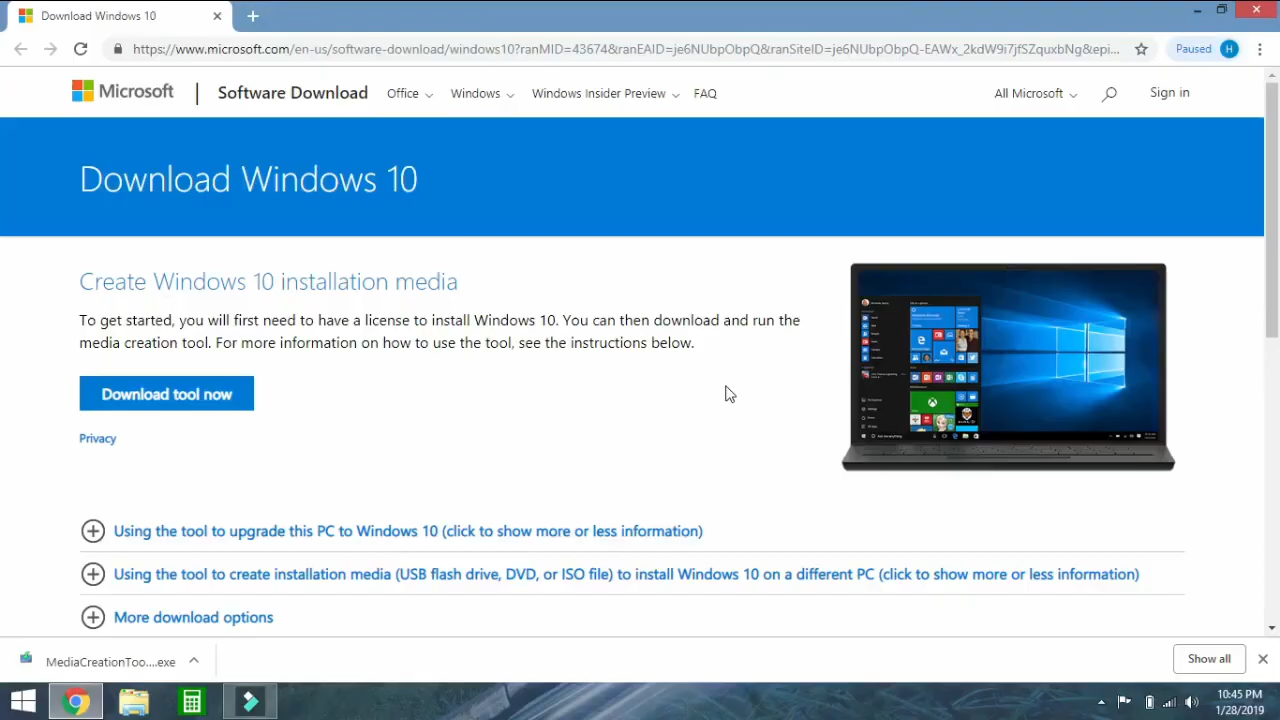 Download Windows 10
https://www.microsoft.com/en-us/software-download/windows10?ranMID=43674&ranEAID=je6NUbpObpQ&ranSiteID=je6NUbpObpQ-EAWx_2kdW9i7jfSZquxbNg&epi...
Paused H
Microsoft | Software Download Office Windows Windows Insider Preview FAQ All Microsoft Sign in
Download Windows 10
Create Windows 10 installation media
To get started, you will first need to have a license to install Windows 10. You can then download and run the
media creation tool. For more information on how to use the tool, see the instructions below.
Download tool now
Privacy
Using the tool to upgrade this PC to Windows 10 (click to show more or less information)
Using the tool to create installation media (USB flash drive, DVD, or ISO file) to install Windows 10 on a different PC (click to show more or less information)
More download options
MediaCreationToo....exe
Show all
10:45 PM
1/28/2019